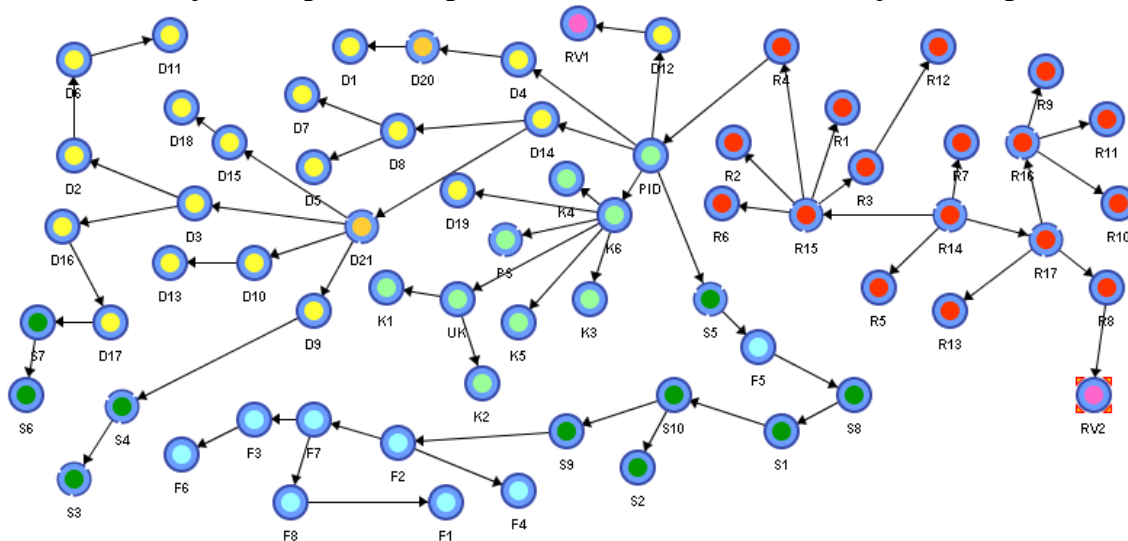 D11
D6
RV1
D12
D1
D20
D4
R4
R12
R9
D18
D7
R1
R11
D15
D8
D14
R2
R7
R16
D2
D5
PID
R3
D19
K4
R10
D3
R6
D16
D21
PS
K6
R15
R14
R17
D13
D10
K1
UK
K3
S5
R5
R8
S7
D17
D9
K5
R13
F5
S6
S4
K2
S8
RV2
F3
F7
S10
F6
F2
S9
S1
S3
S2
F8
F1
F4